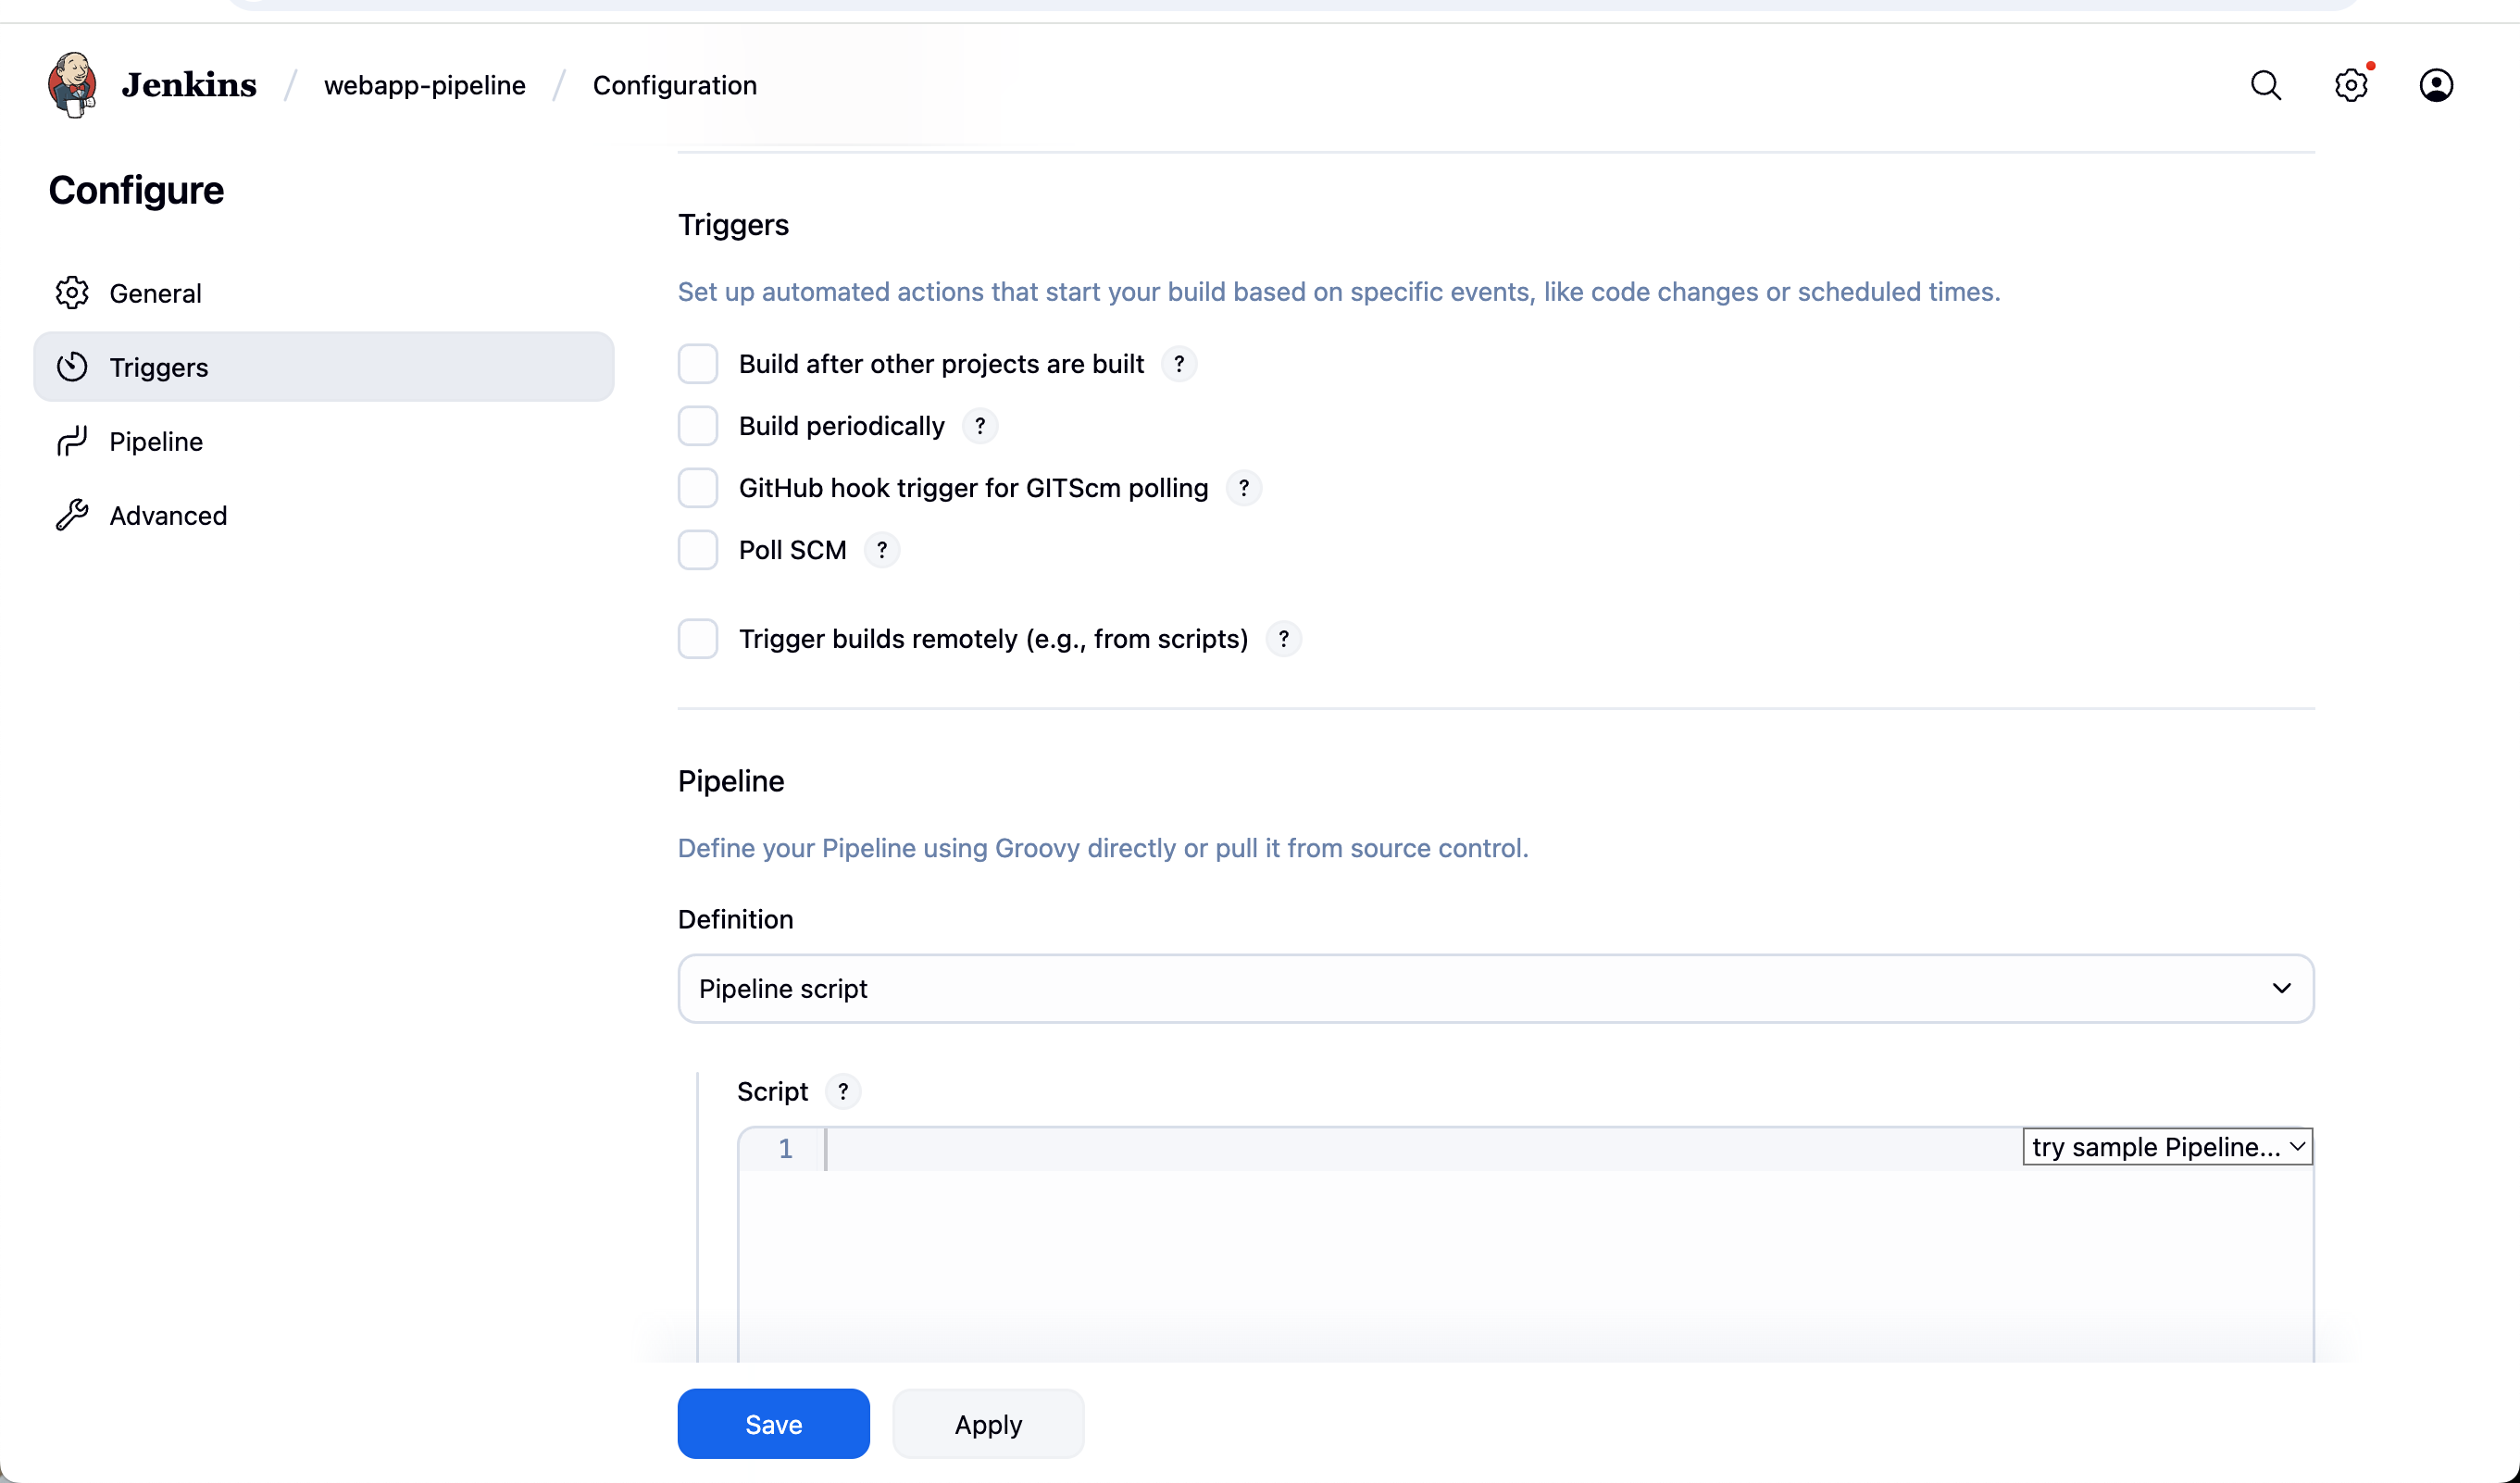 Jenkins / webapp-pipeline / Configuration
Configure
General
Triggers
Pipeline
Advanced
Triggers
Set up automated actions that start your build based on specific events, like code changes or scheduled times.
Build after other projects are built ?
Build periodically ?
GitHub hook trigger for GITScm polling ?
Poll SCM ?
Trigger builds remotely (e.g., from scripts) ?
Pipeline
Define your Pipeline using Groovy directly or pull it from source control.
Definition
Pipeline script
Script ?
1
try sample Pipeline...
Save
Apply